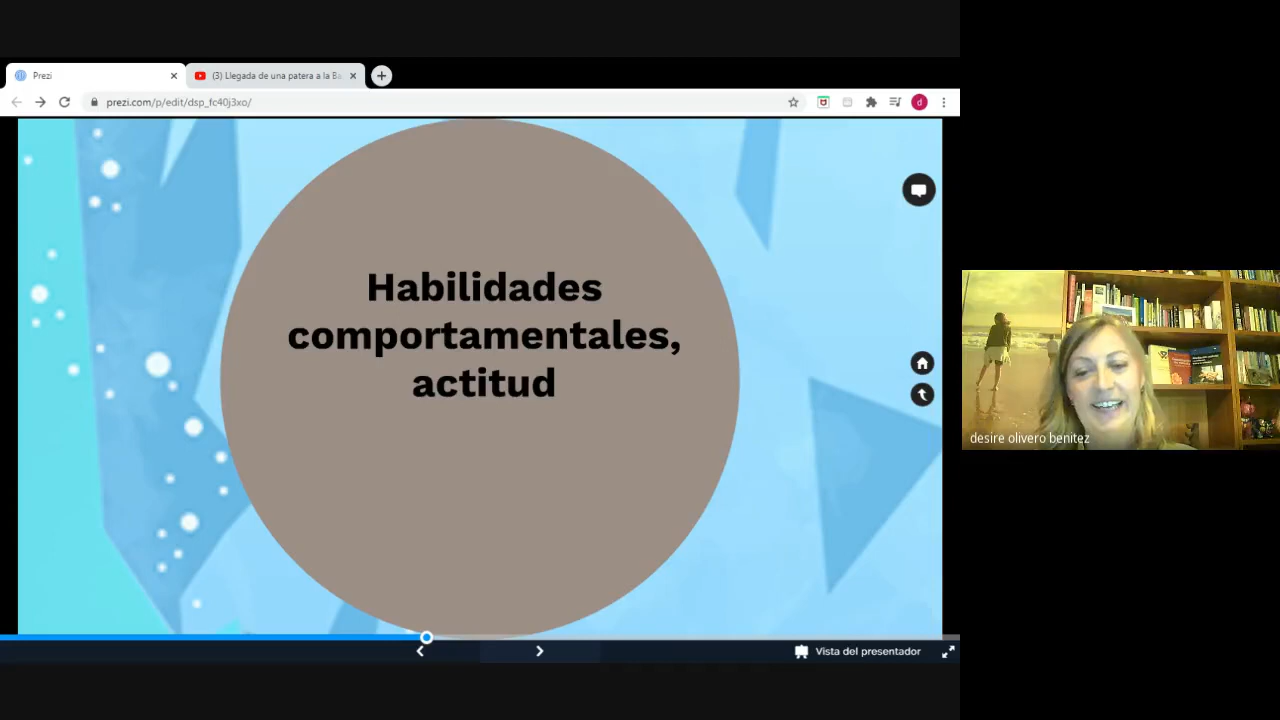 Prezi
(3) Llegada de una patera a la Ba
prezi.com/p/edit/dsp_fc40j3xo/
d
Habilidades
comportamentales,
actitud
desire olivero benitez
Vista del presentador